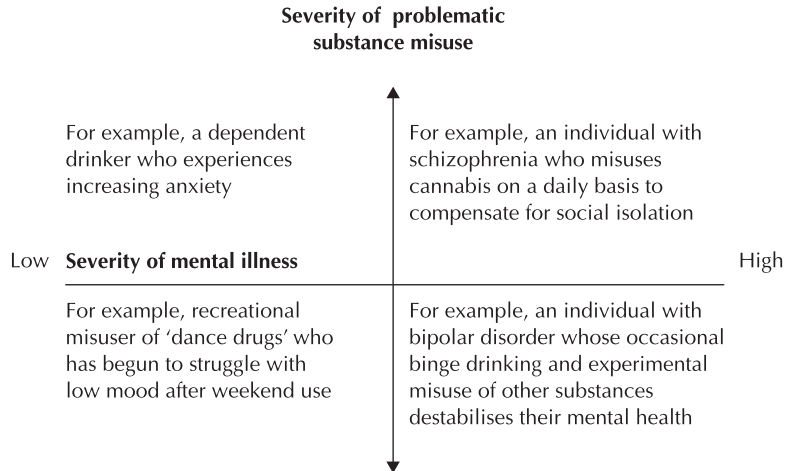 Severity of problematic
substance misuse
For example, a dependent
drinker who experiences
increasing anxiety
For example, an individual with
schizophrenia who misuses
cannabis on a daily basis to
compensate for social isolation
Low Severity of mental illness High
For example, recreational
misuser of ‘dance drugs’ who
has begun to struggle with
low mood after weekend use
For example, an individual with
bipolar disorder whose occasional
binge drinking and experimental
misuse of other substances
destabilises their mental health